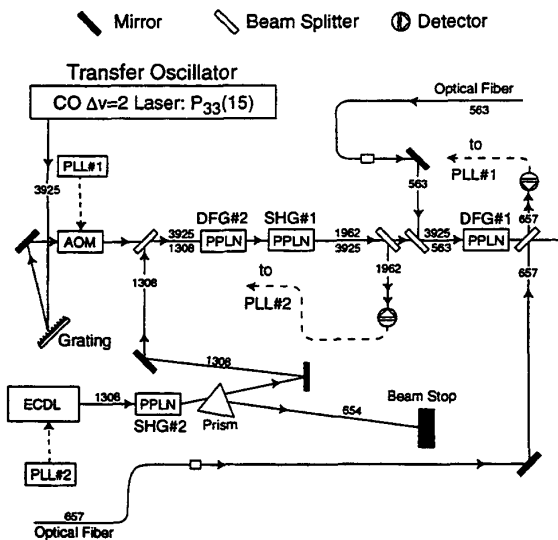 Mirror
Beam Splitter
Detector
Transfer Oscillator
CO Δν=2 Laser: P33(15)
Optical Fiber
563
3925
PLL#1
to
PLL#1
563
657
AOM
3925
1308
DFG#2
PPLN
SHG#1
PPLN
1962
3925
3925
563
DFG#1
PPLN
657
1308
to
PLL#2
1962
Grating
1308
ECDL
1308
PPLN
SHG#2
Prism
654
Beam Stop
PLL#2
657
Optical Fiber